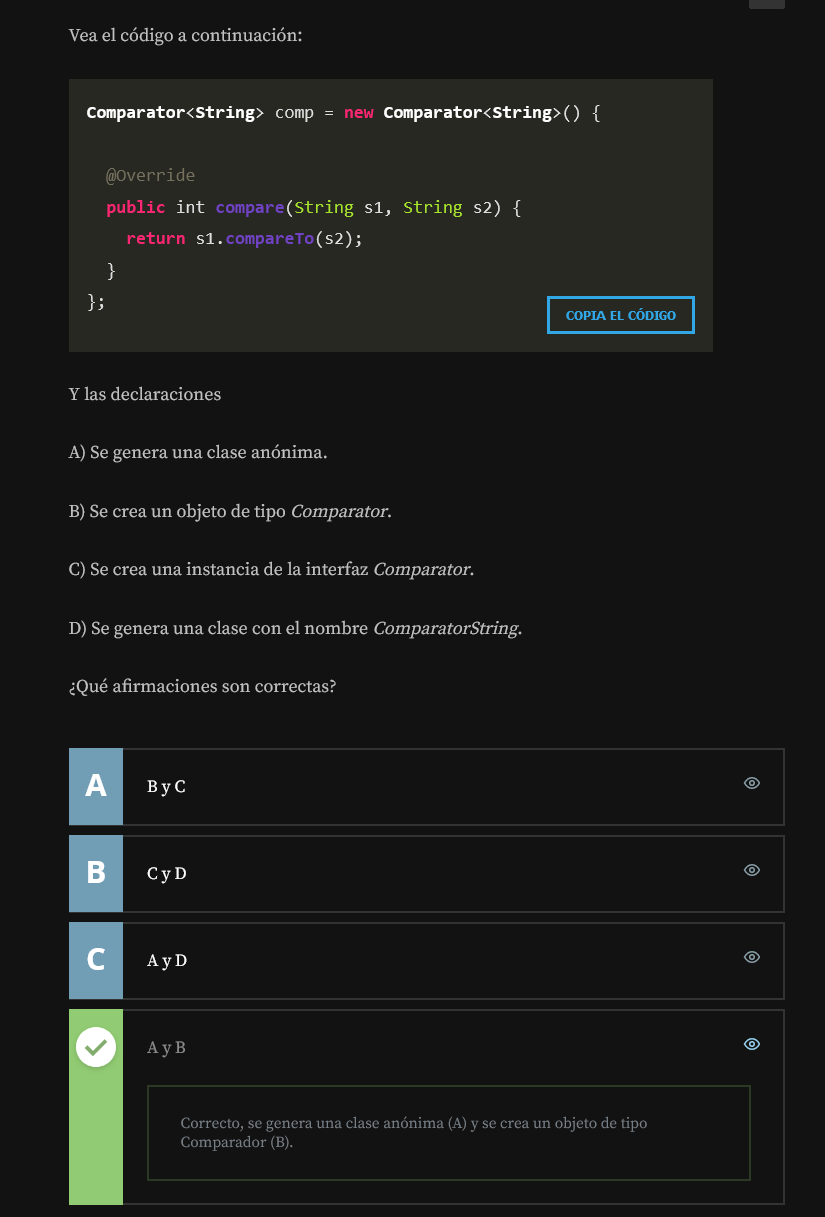 Vea el código a continuación:
Comparator<String> comp = new Comparator<String>() {
@Override
public int compare(String s1, String s2) {
return s1.compareTo(s2);
}
};
COPIA EL CÓDIGO
Y las declaraciones
A) Se genera una clase anónima.
B) Se crea un objeto de tipo Comparator.
C) Se crea una instancia de la interfaz Comparator.
D) Se genera una clase con el nombre ComparatorString.
¿Qué afirmaciones son correctas?
A B y C
B C y D
C A y D
A y B
Correcto, se genera una clase anónima (A) y se crea un objeto de tipo
Comparador (B).